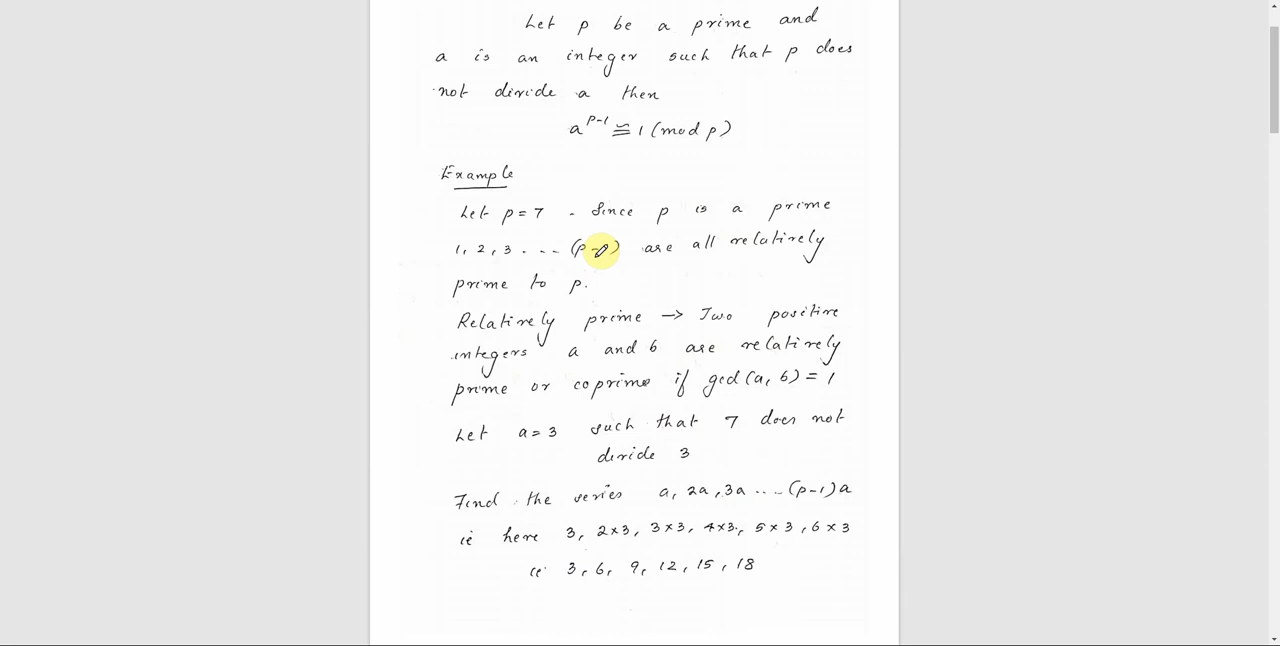 Let p be a prime and
a is an integer such that p does
not divide a then
a^{p-1} ≅ 1 (mod p)
Example
Let p = 7 . Since p is a prime
1, 2, 3 .... (p-1) are all relatively
prime to p.
Relatively prime → Two positive
integers a and b are relatively
prime or coprime if gcd (a, b) = 1
Let a = 3 such that 7 does not
divide 3
Find the series a, 2a, 3a .... (p-1) a
ie here 3, 2×3, 3×3, 4×3, 5×3, 6×3
ie 3, 6, 9, 12, 15, 18